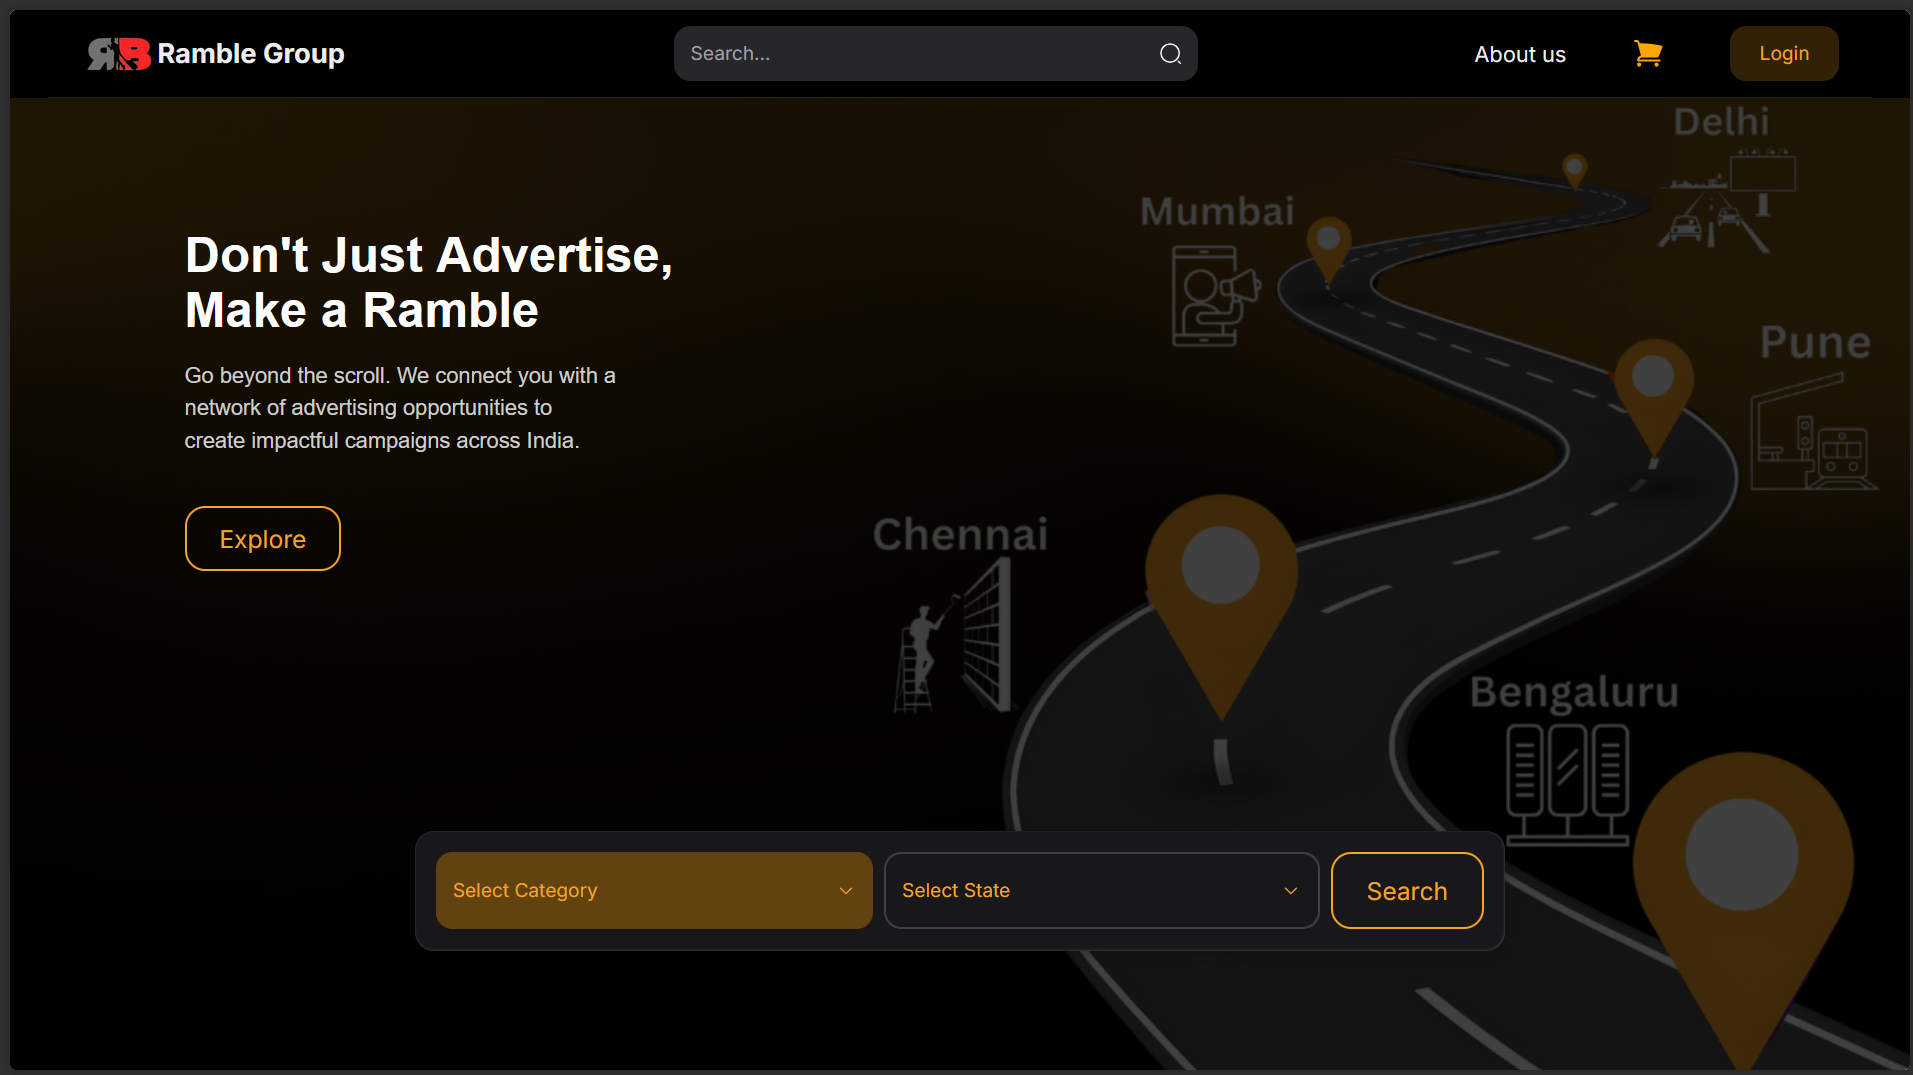 RB Ramble Group
Search...
About us
Login
Don't Just Advertise,
Make a Ramble
Go beyond the scroll. We connect you with a
network of advertising opportunities to
create impactful campaigns across India.
Explore
Delhi
Mumbai
Pune
Chennai
Bengaluru
Select Category
Select State
Search